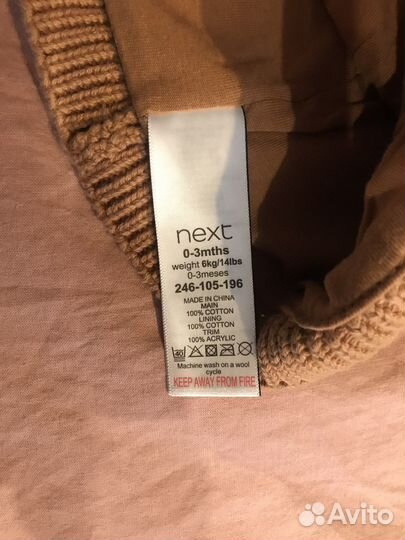 next
0-3mths
weight 6kg/14lbs
0-3meses
246-105-196
MADE IN CHINA
MAIN
100% COTTON
LINING
100% COTTON
TRIM
100% ACRYLIC
40
Machine wash on a wool
cycle
KEEP AWAY FROM FIRE
Avito